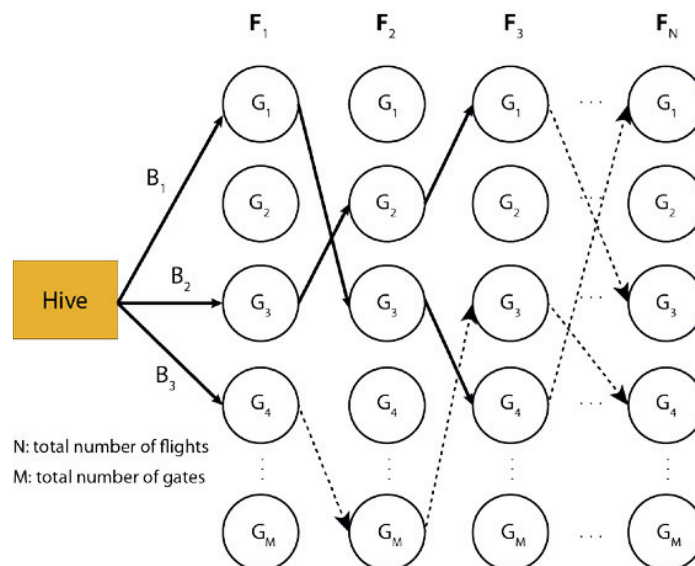 F1 F2 F3 FN
G1 G1 G1 ... G1
B1
G2 G2 G2 ... G2
Hive
B2
G3 G3 G3 ... G3
B3
G4 G4 G4 ... G4
N: total number of flights
M: total number of gates
GM GM GM ... GM